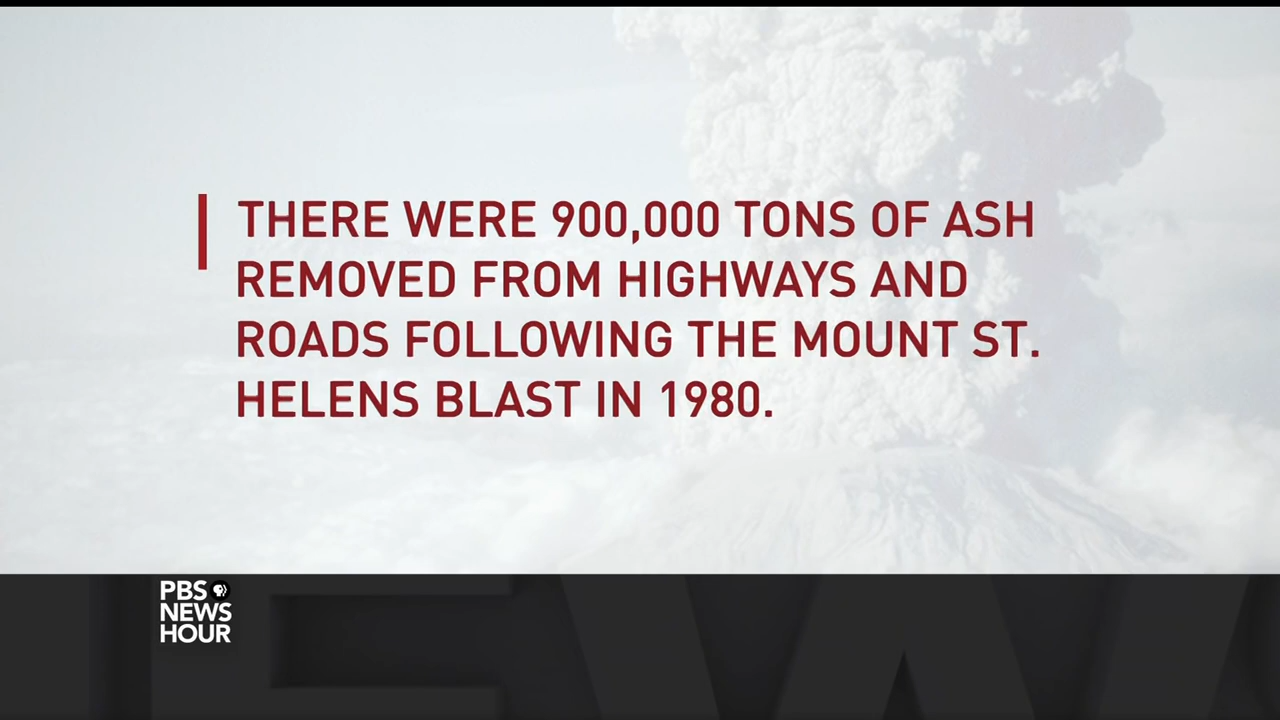 THERE WERE 900,000 TONS OF ASH
REMOVED FROM HIGHWAYS AND
ROADS FOLLOWING THE MOUNT ST.
HELENS BLAST IN 1980.
PBS
NEWS
HOUR